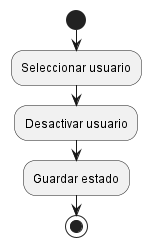 Seleccionar usuario
Desactivar usuario
Guardar estado